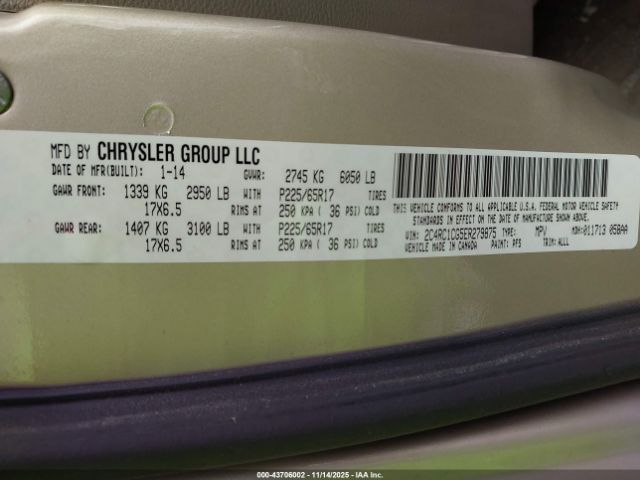 MFD BY CHRYSLER GROUP LLC
DATE OF MFR(BUILT): 1-14 GVWR: 2745 KG 6050 LB
GAWR FRONT: 1339 KG 2950 LB WITH P225/65R17 TIRES
17X6.5 RIMS AT 250 KPA ( 36 PSI) COLD
GAWR REAR: 1407 KG 3100 LB WITH P225/65R17 TIRES
17X6.5 RIMS AT 250 KPA ( 36 PSI) COLD
THIS VEHICLE CONFORMS TO ALL APPLICABLE U.S.A. FEDERAL MOTOR VEHICLE SAFETY
STANDARDS IN EFFECT ON THE DATE OF MANUFACTURE SHOWN ABOVE.
VIN: 2C4RC1CG5ER279875 TYPE: MPV MDH:011713 058AA
VEHICLE MADE IN CANADA PAINT: PFS TRIM: ALLL
000-43706002 - 11/14/2025 - IAA Inc.